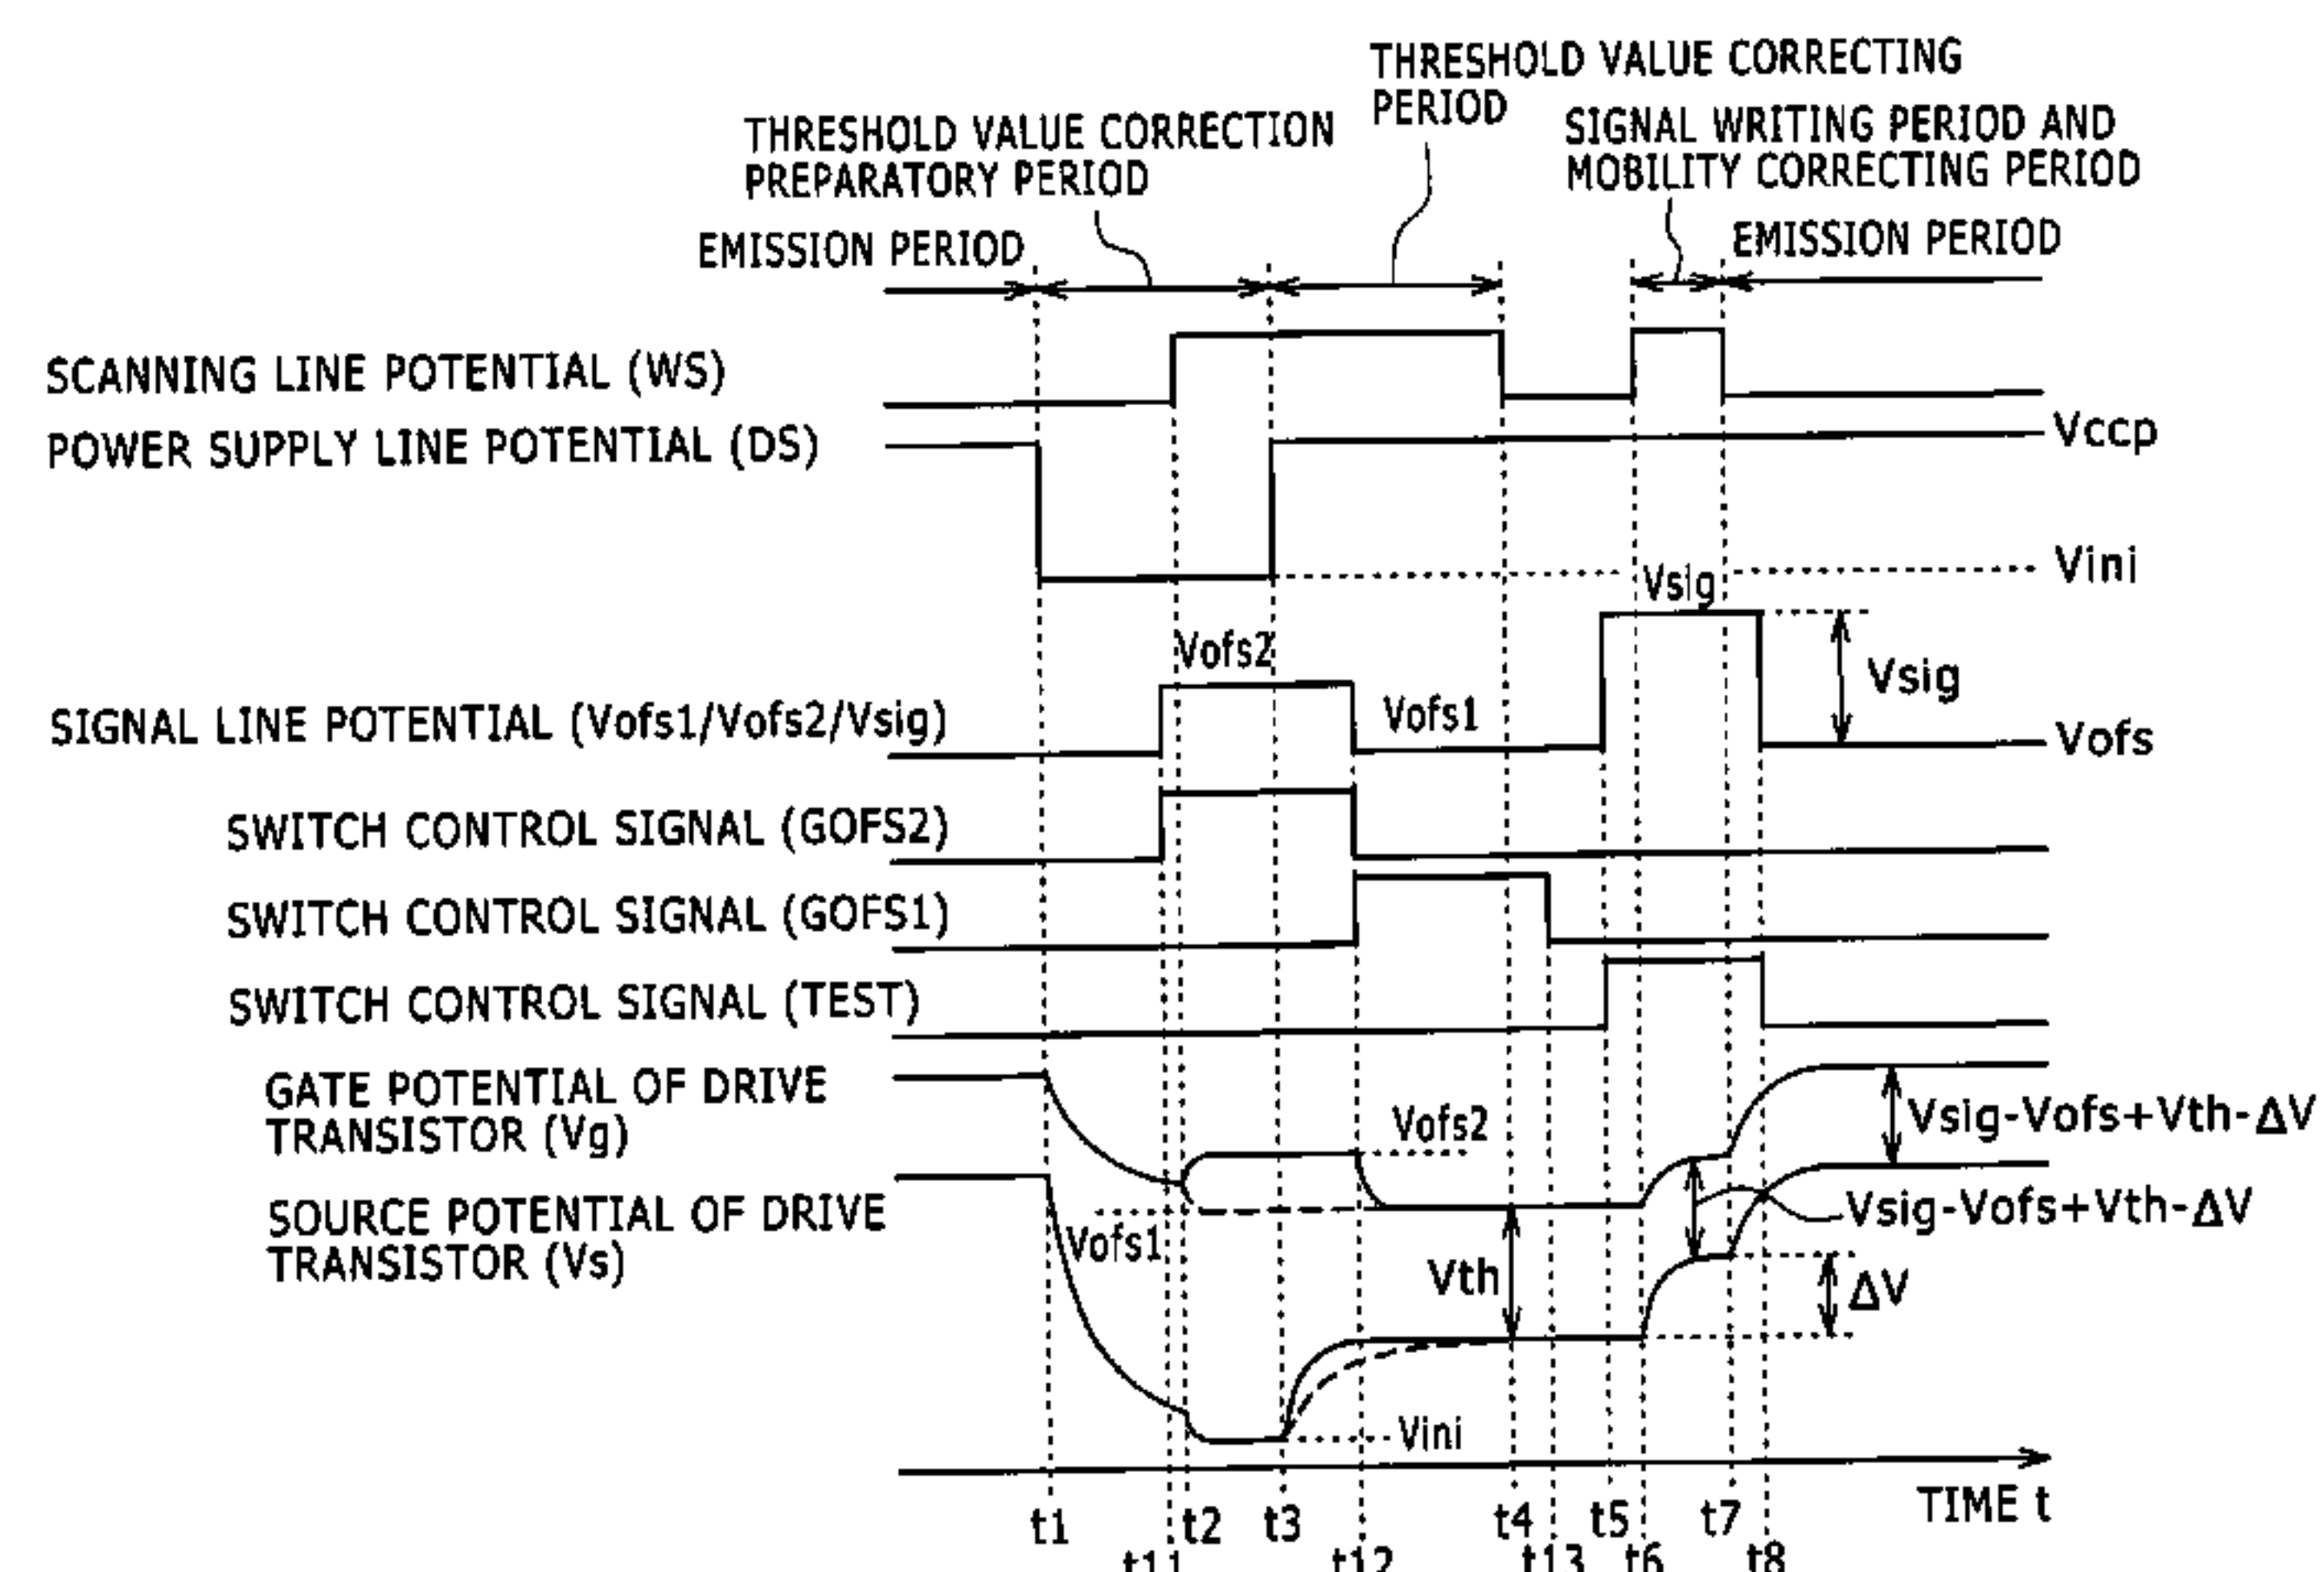 THRESHOLD VALUE CORRECTING
PERIOD
THRESHOLD VALUE CORRECTION
PREPARATORY PERIOD
SIGNAL WRITING PERIOD AND
MOBILITY CORRECTING PERIOD
EMISSION PERIOD
EMISSION PERIOD
SCANNING LINE POTENTIAL (WS)
POWER SUPPLY LINE POTENTIAL (DS)
Vccp
Vini
Vsig
Vofs2
Vsig
SIGNAL LINE POTENTIAL (Vofs1/Vofs2/Vsig)
Vofs1
Vofs
SWITCH CONTROL SIGNAL (GOFS2)
SWITCH CONTROL SIGNAL (GOFS1)
SWITCH CONTROL SIGNAL (TEST)
GATE POTENTIAL OF DRIVE
TRANSISTOR (Vg)
Vofs2
Vsig-Vofs+Vth-ΔV
SOURCE POTENTIAL OF DRIVE
TRANSISTOR (Vs)
Vofs1
Vsig-Vofs+Vth-ΔV
Vth
ΔV
Vini
TIME t
t1
t2
t3
t4
t5
t7
t11
t12
t13
t6
t8